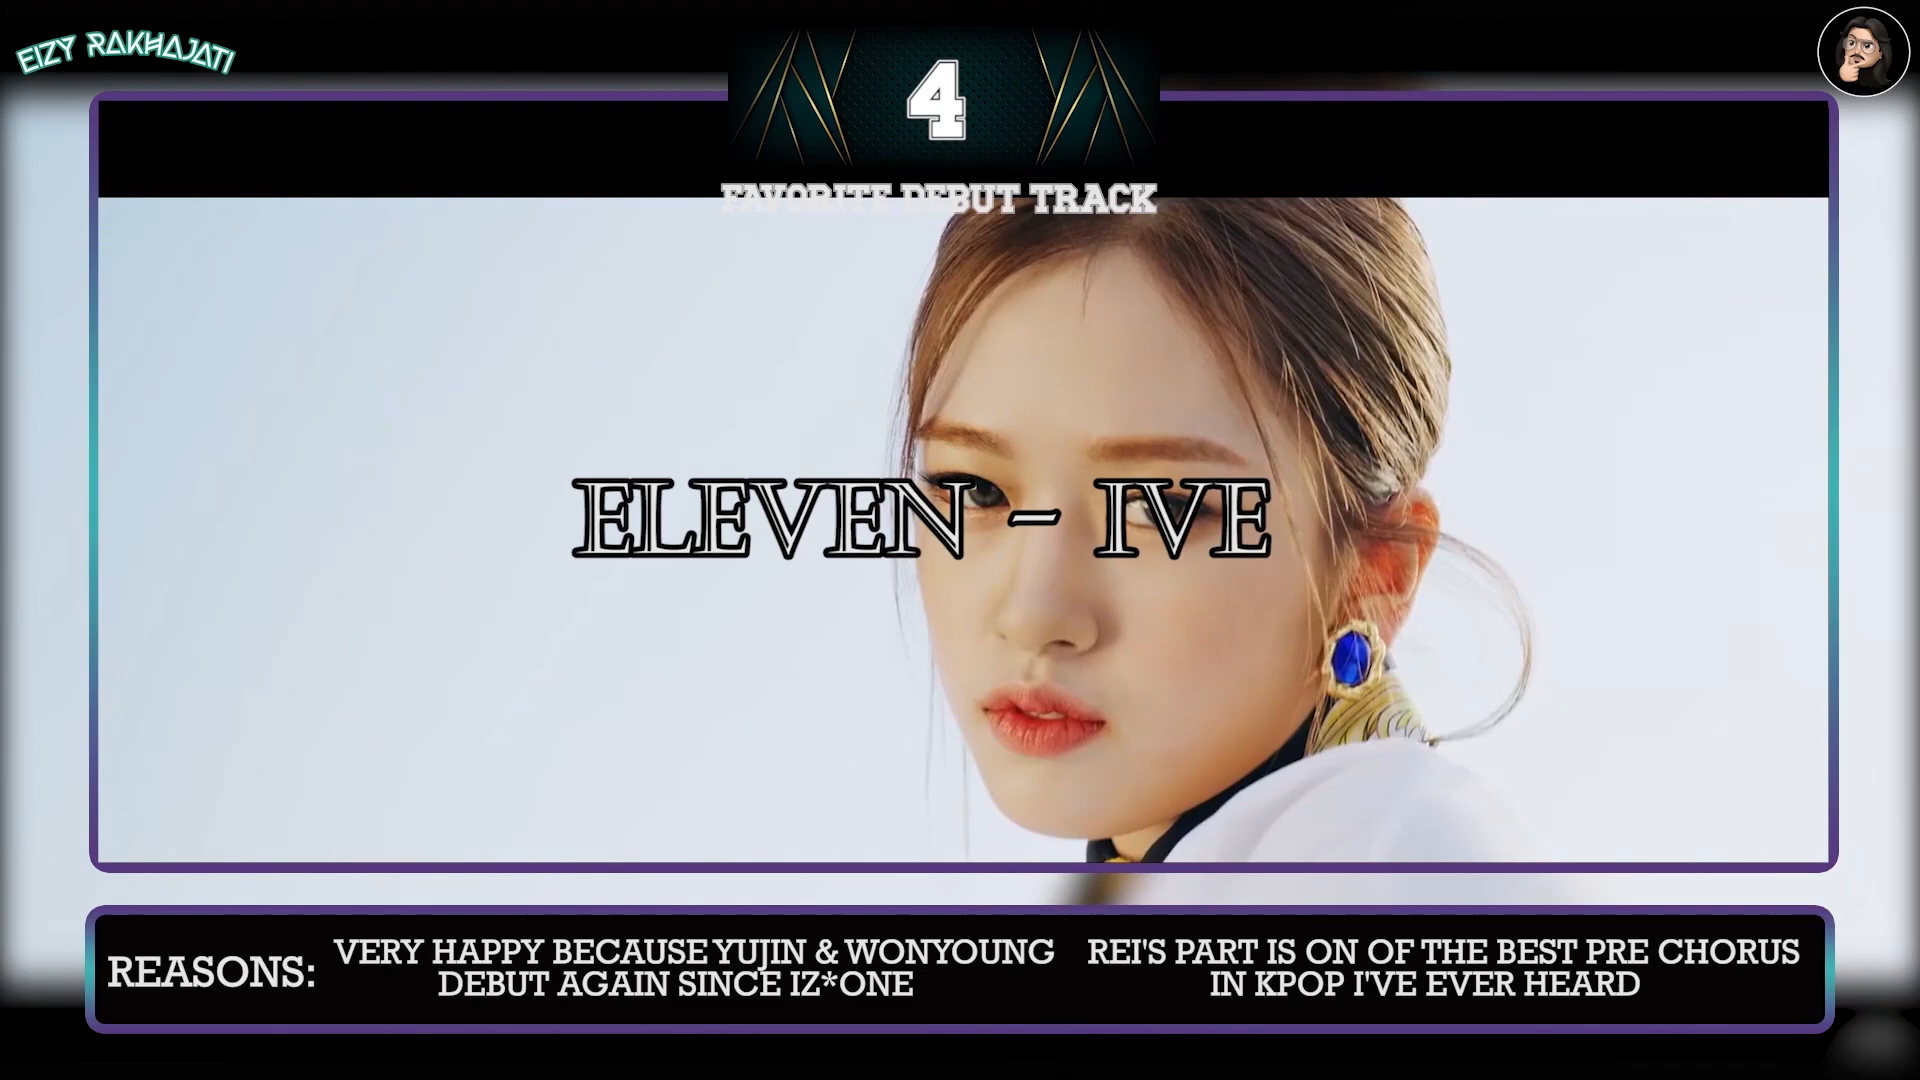 EIZY RAKHAJATI
4
FAVORITE DEBUT TRACK
ELEVEN - IVE
REASONS:
VERY HAPPY BECAUSE YUJIN & WONYOUNG
DEBUT AGAIN SINCE IZ*ONE
REI'S PART IS ON OF THE BEST PRE CHORUS
IN KPOP I'VE EVER HEARD